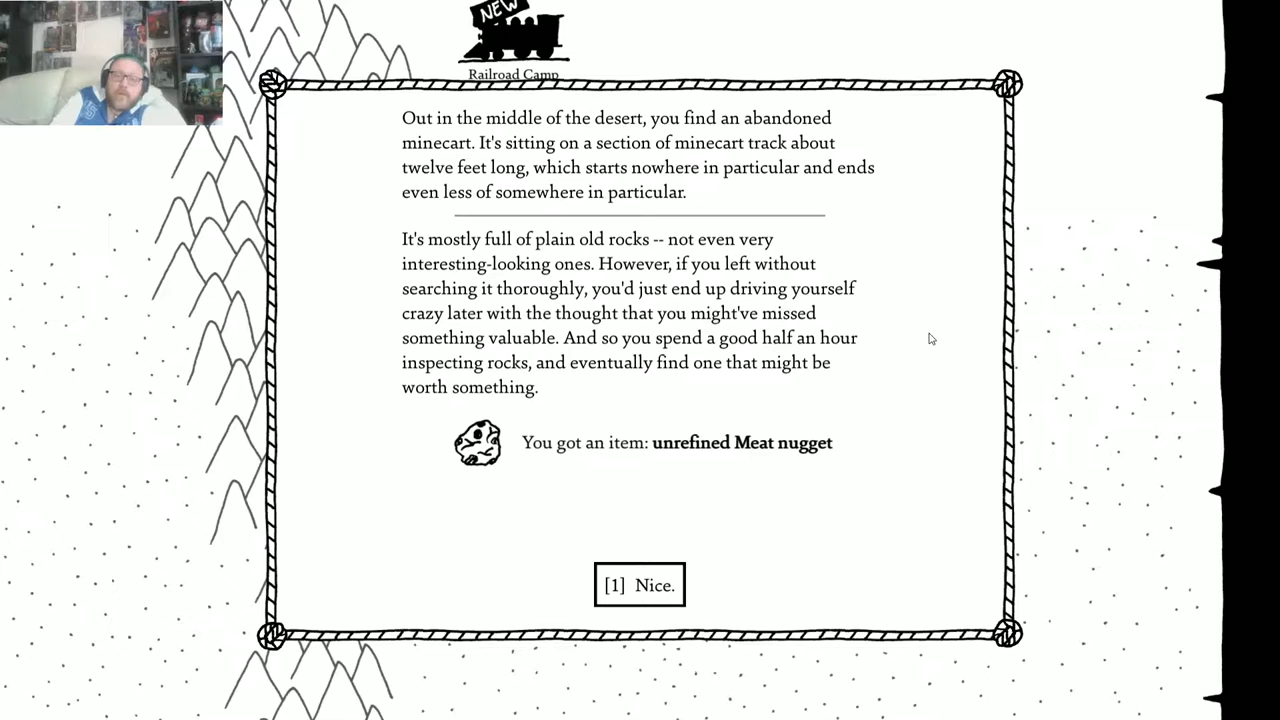 NEW
Railroad Camp
Out in the middle of the desert, you find an abandoned
minecart. It's sitting on a section of minecart track about
twelve feet long, which starts nowhere in particular and ends
even less of somewhere in particular.
It's mostly full of plain old rocks -- not even very
interesting-looking ones. However, if you left without
searching it thoroughly, you'd just end up driving yourself
crazy later with the thought that you might've missed
something valuable. And so you spend a good half an hour
inspecting rocks, and eventually find one that might be
worth something.
You got an item: unrefined Meat nugget
[1] Nice.